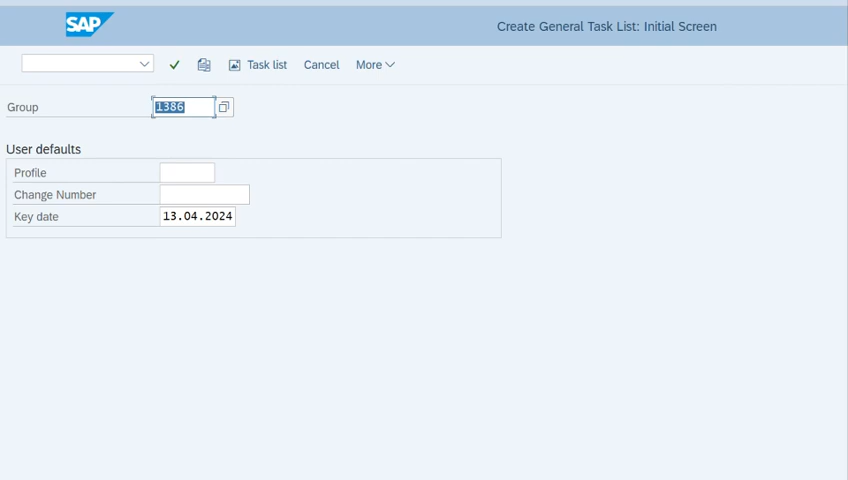 SAP
Create General Task List: Initial Screen
Task list Cancel More
Group 1386
User defaults
Profile
Change Number
Key date 13.04.2024